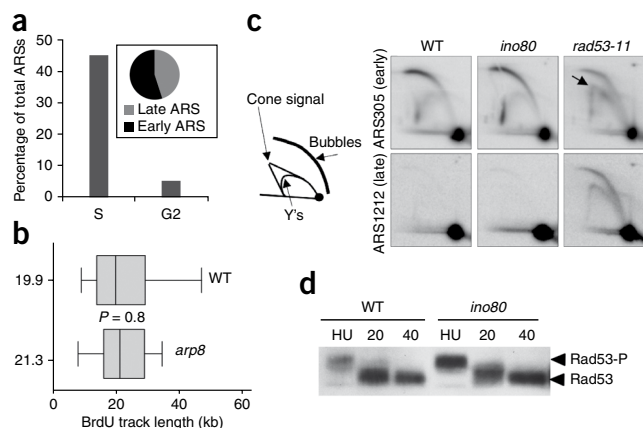 a
Percentage of total ARSs
50
40
30
20
10
0
S
G2
Late ARS
Early ARS
b
19.9
WT
P = 0.8
21.3
arp8
0
20
40
60
BrdU track length (kb)
c
Cone signal
Bubbles
Y's
WT
ino80
rad53-11
ARS305 (early)
ARS1212 (late)
d
WT
ino80
HU 20 40 HU 20 40
Rad53-P
Rad53